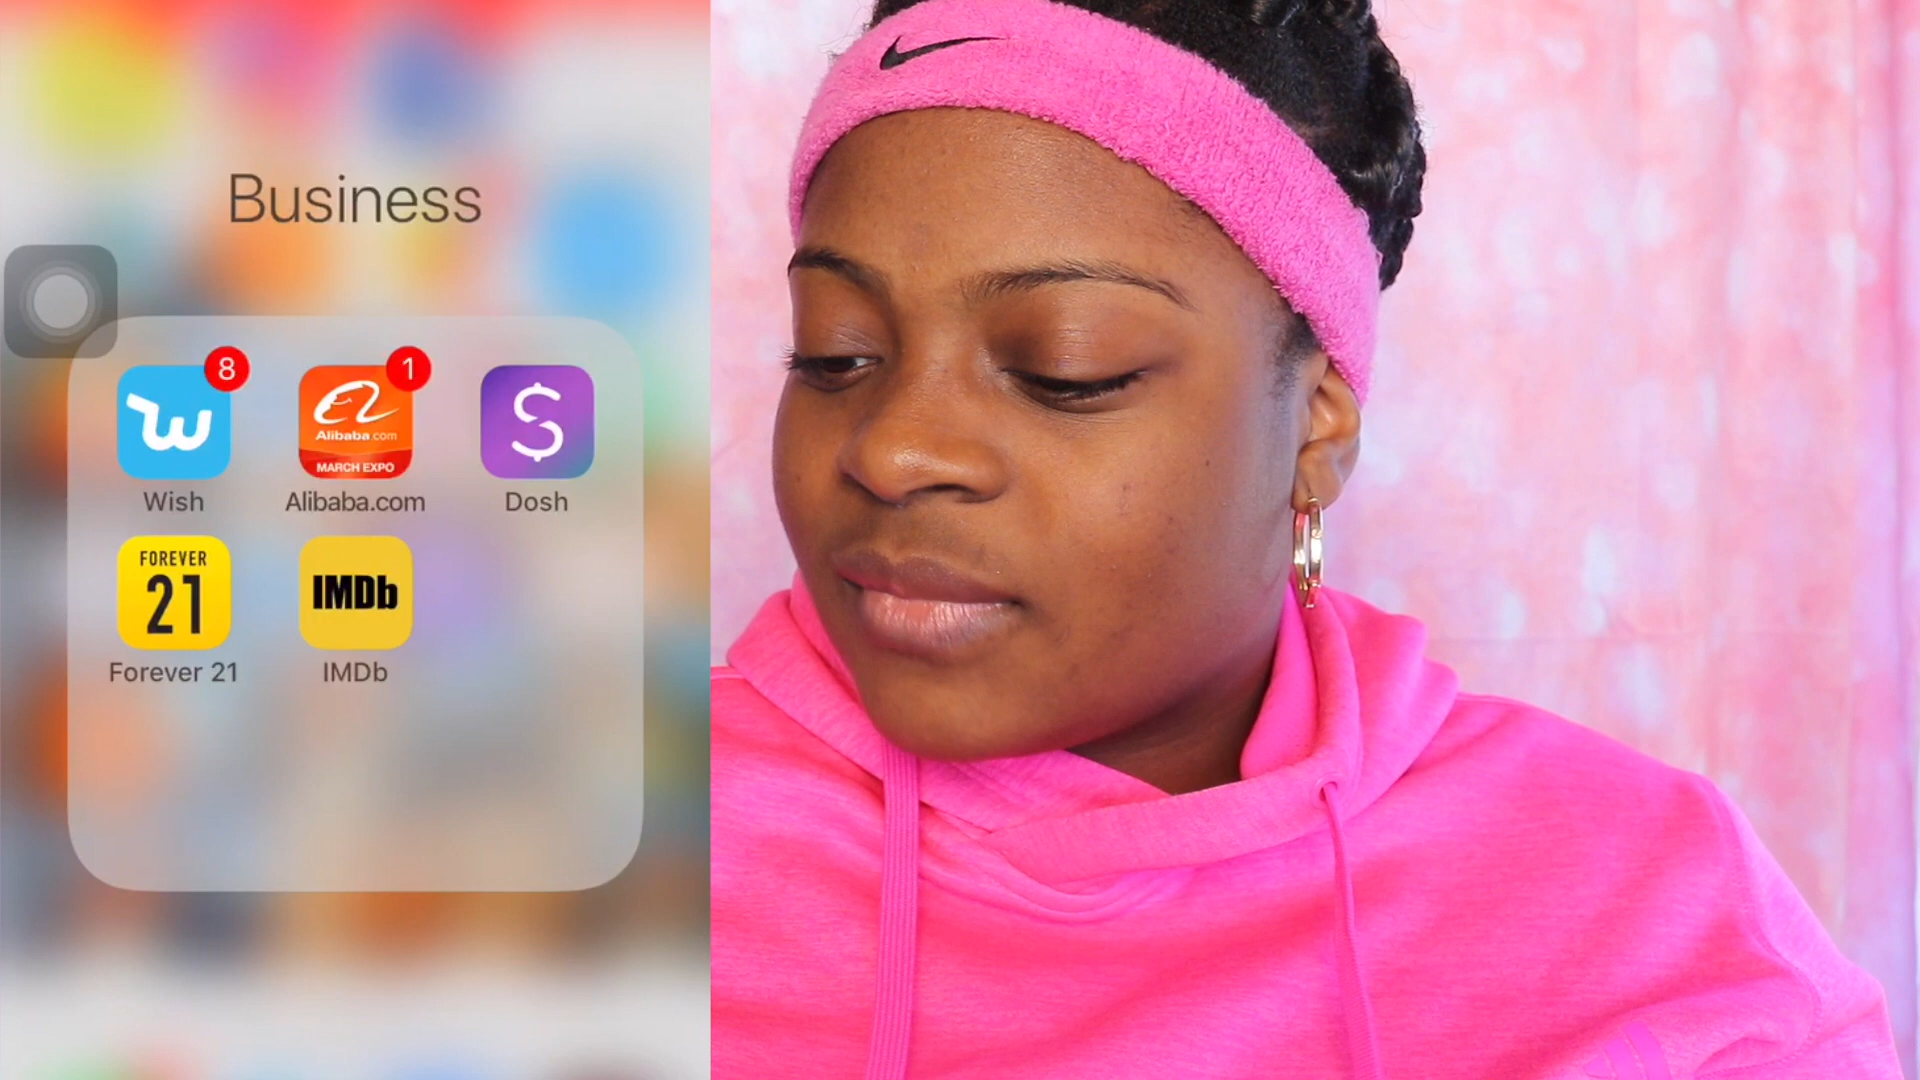 Business
8
1
Alibaba.com
MARCH EXPO
Wish
Alibaba.com
Dosh
FOREVER
21
IMDb
Forever 21
IMDb